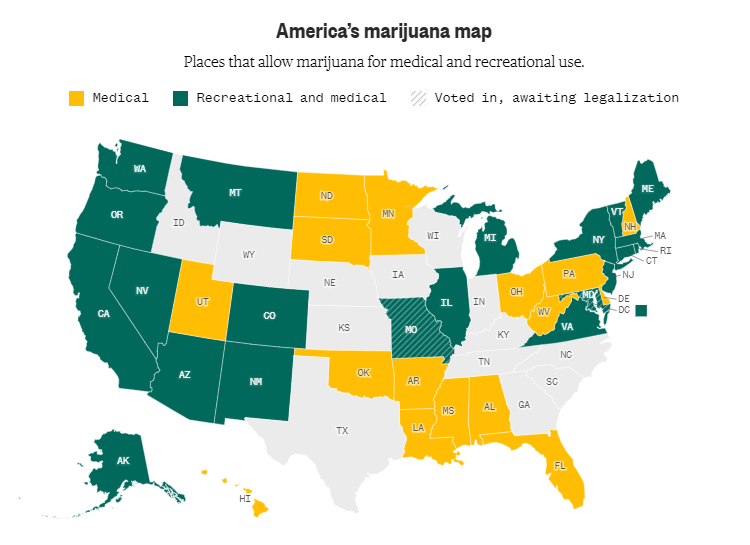 America's marijuana map
Places that allow marijuana for medical and recreational use.
Medical Recreational and medical Voted in, awaiting legalization
WA
MT
ND
MN
OR
ID
WY
SD
WI
MI
ME
VT
NH
NY
MA
RI
CT
NJ
PA
NV
UT
CO
NE
IA
IL
IN
OH
WV
MD
DE
DC
VA
CA
AZ
NM
KS
MO
KY
TN
NC
SC
OK
AR
TX
LA
MS
AL
GA
FL
AK
HI